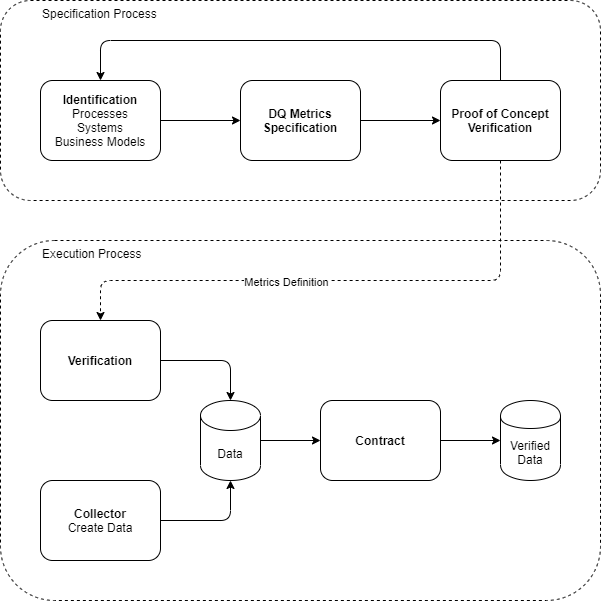 Specification Process
Identification
Processes
Systems
Business Models
DQ Metrics
Specification
Proof of Concept
Verification
Execution Process
Metrics Definition
Verification
Data
Contract
Verified
Data
Collector
Create Data